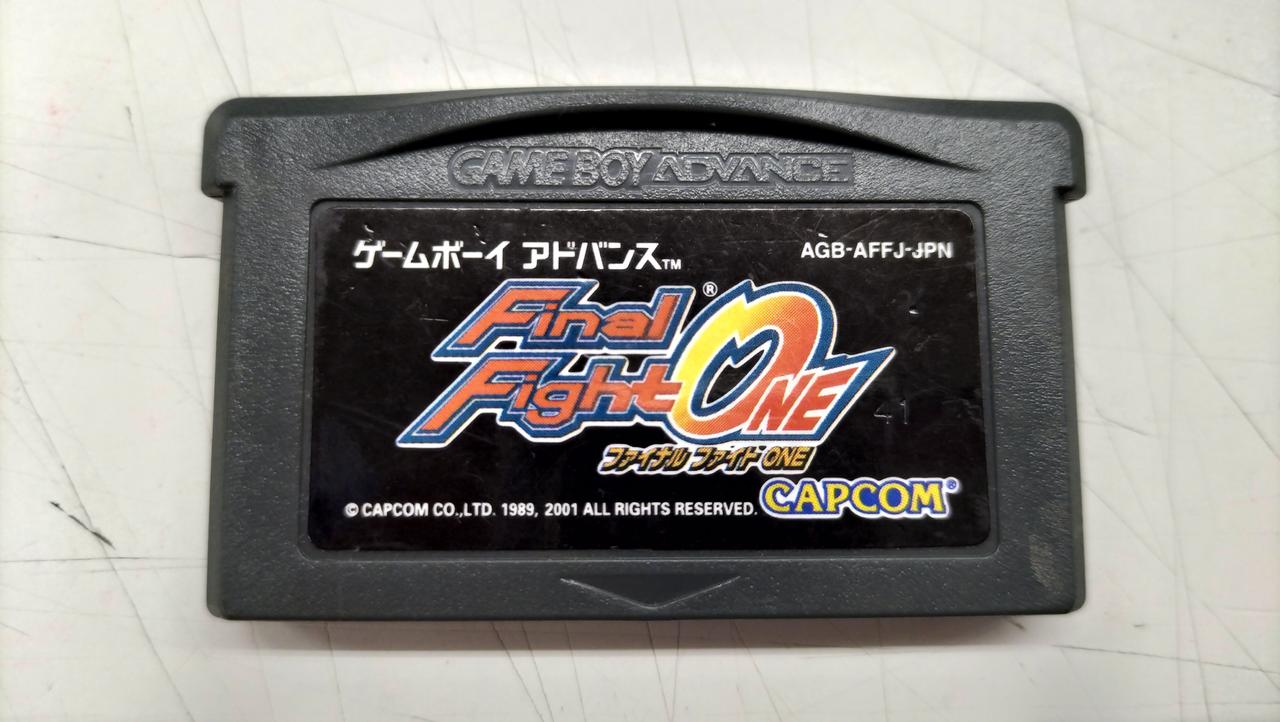 GAME BOY ADVANCE
ゲームボーイ アドバンス™
AGB-AFFJ-JPN
Final ®
Fight ONE
ファイナル ファイト ONE
© CAPCOM CO.,LTD. 1989, 2001 ALL RIGHTS RESERVED.
CAPCOM®
41